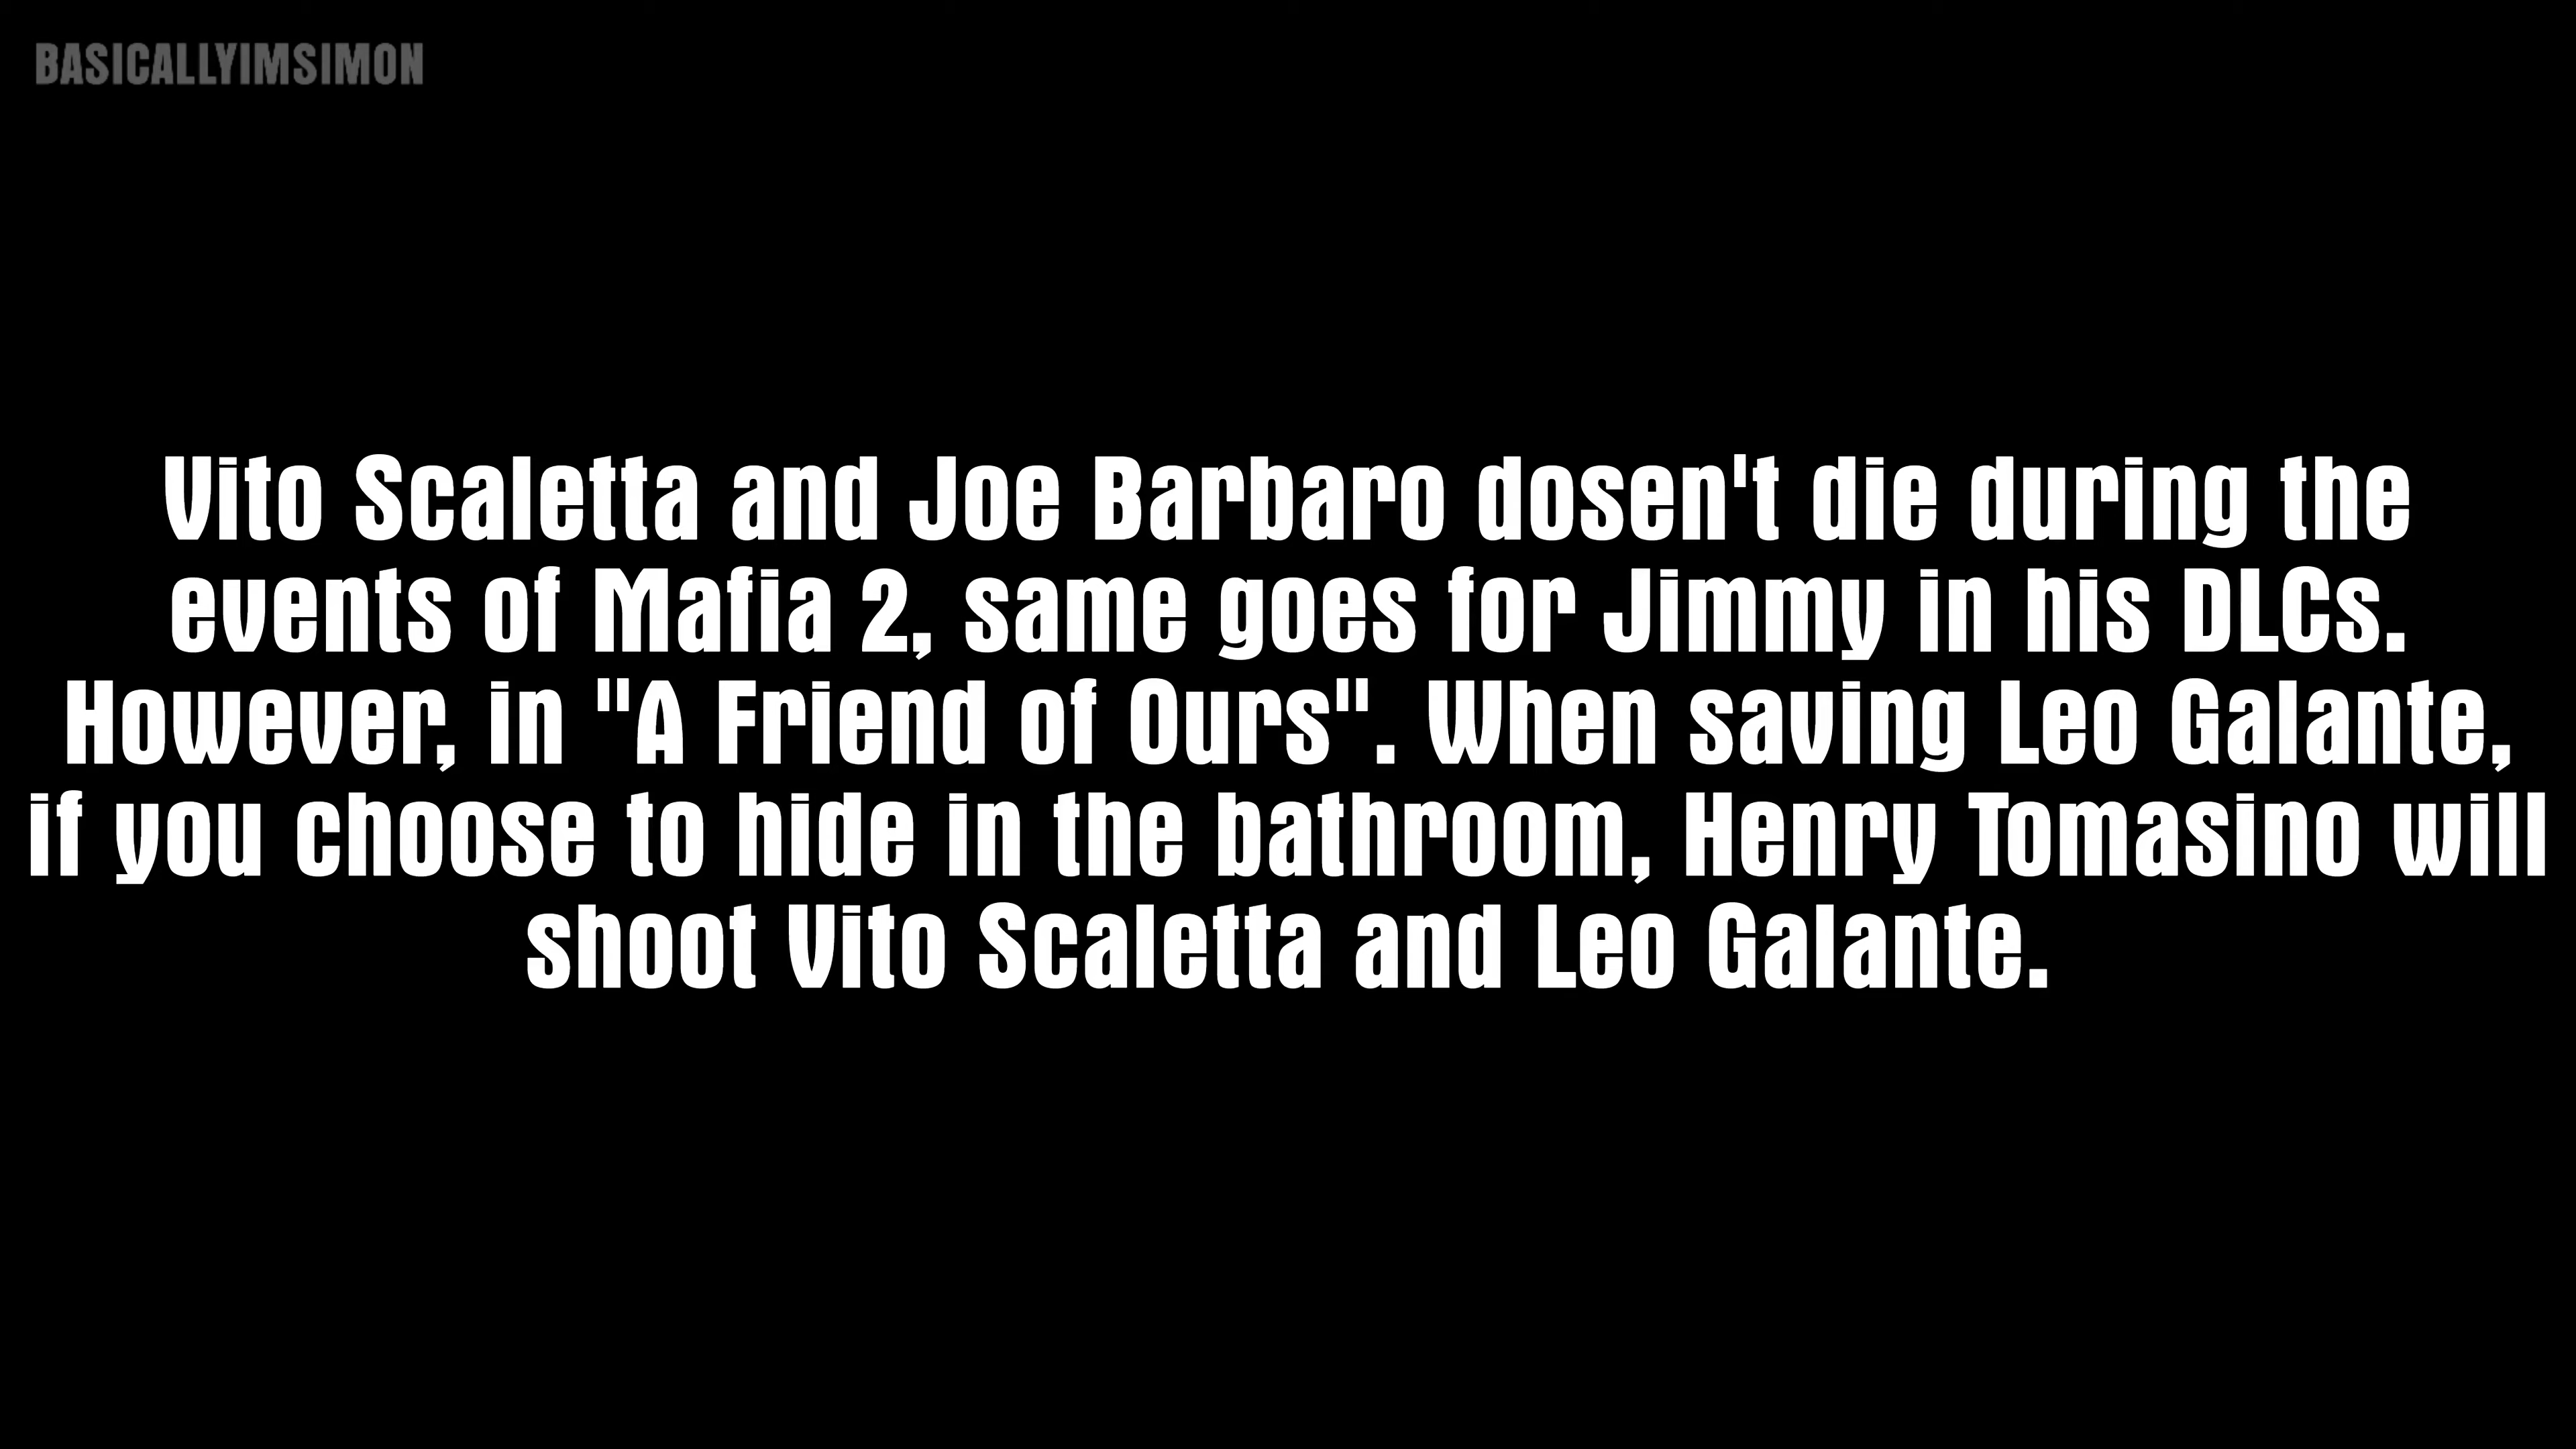 BASICALLYIMSIMON
Vito Scaletta and Joe Barbaro dosen't die during the
events of Mafia 2, same goes for Jimmy in his DLCs.
However, in "A Friend of Ours". When saving Leo Galante,
if you choose to hide in the bathroom, Henry Tomasino will
shoot Vito Scaletta and Leo Galante.